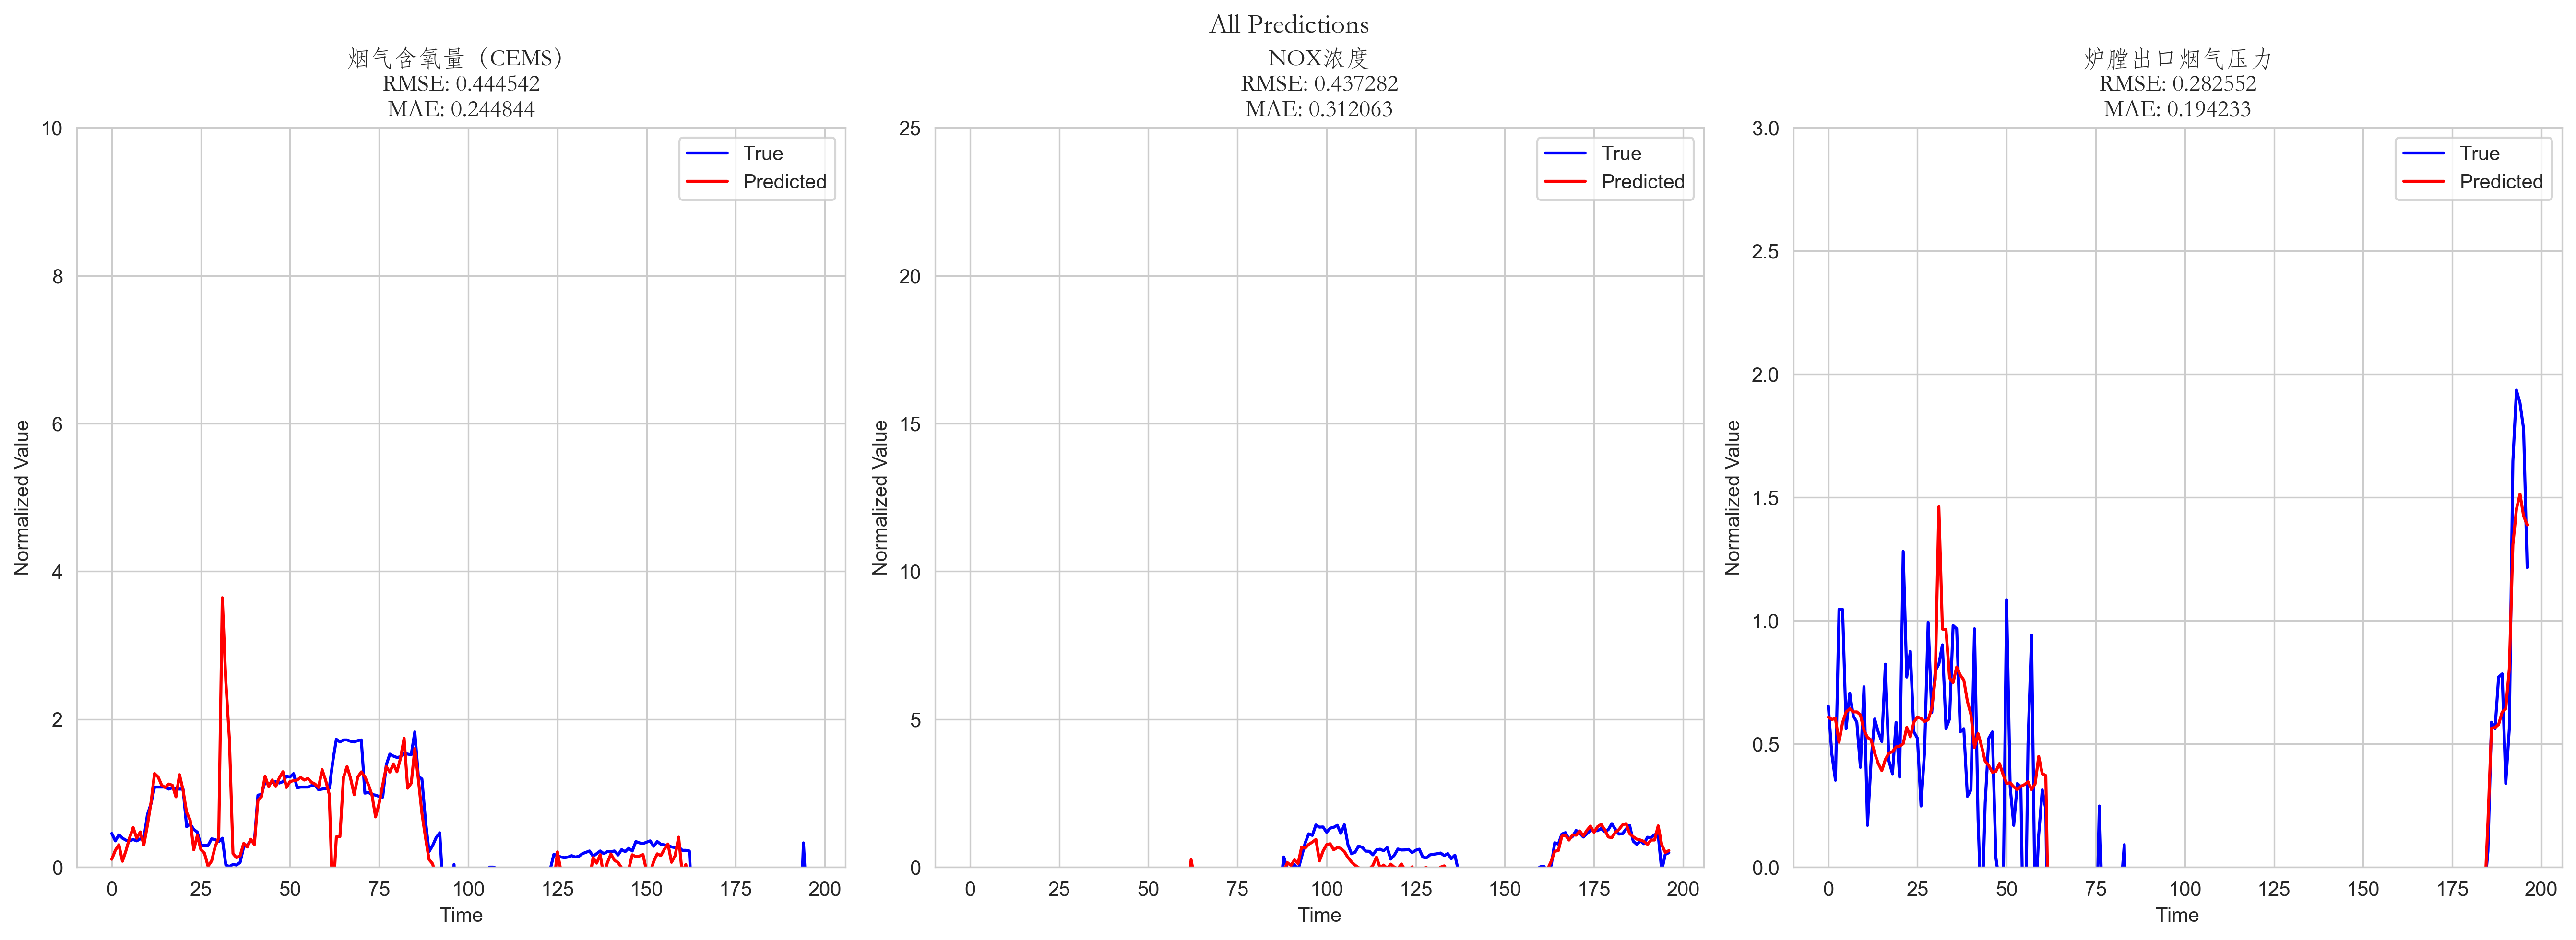 All Predictions
烟气含氧量（CEMS）
RMSE: 0.444542
MAE: 0.244844
10
8
6
4
2
0
Normalized Value
True
Predicted
0 25 50 75 100 125 150 175 200
Time
NOX浓度
RMSE: 0.437282
MAE: 0.312063
25
20
15
10
5
0
Normalized Value
True
Predicted
0 25 50 75 100 125 150 175 200
Time
炉膛出口烟气压力
RMSE: 0.282552
MAE: 0.194233
3.0
2.5
2.0
1.5
1.0
0.5
0.0
Normalized Value
True
Predicted
0 25 50 75 100 125 150 175 200
Time